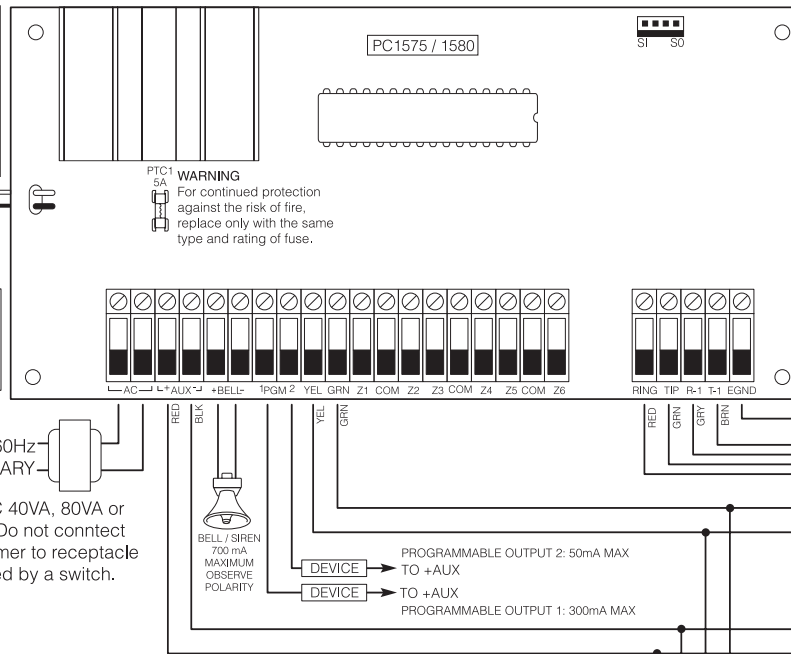 PC1575 / 1580
SI SO
PTC1
5A
WARNING
For continued protection
against the risk of fire,
replace only with the same
type and rating of fuse.
AC + AUX - +BELL- 1PGM 2 YEL GRN Z1 COM Z2 Z3 COM Z4 Z5 COM Z6
RING TIP R-1 T-1 EGND
RED BLK YEL GRN
RED GRN GRY BRN
60Hz
ARY
C 40VA, 80VA or
Do not conntect
mer to receptacle
ed by a switch.
BELL / SIREN
700 mA
MAXIMUM
OBSERVE
POLARITY
PROGRAMMABLE OUTPUT 2: 50mA MAX
DEVICE TO +AUX
DEVICE TO +AUX
PROGRAMMABLE OUTPUT 1: 300mA MAX